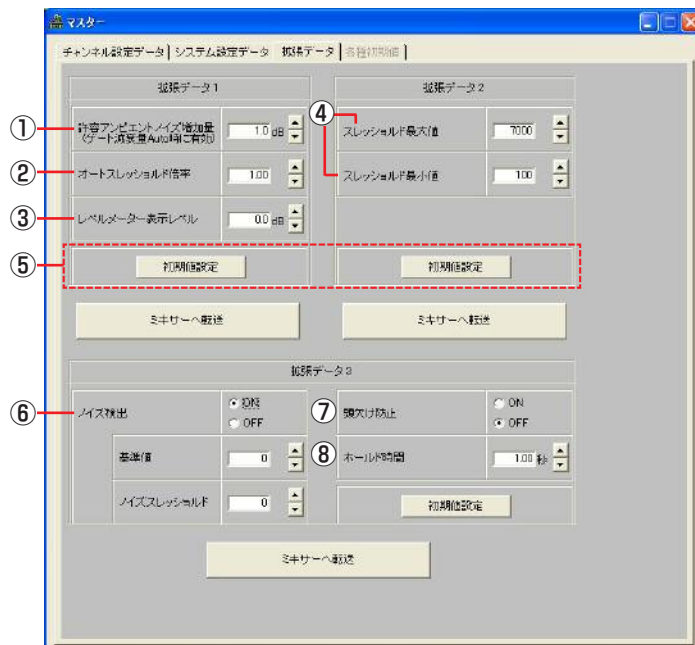 マスター
チャンネル設定データ システム設定データ 拡張データ 各種初期値
拡張データ1
① 許容アンビエントノイズ増加量
(ゲート減衰量Auto時に有効)
1.0 dB
② オートスレッショルド倍率
1.00
③ レベルメーター表示レベル
0.0 dB
⑤ 初期値設定
ミキサーへ転送
拡張データ2
④ スレッショルド最大値
7000
スレッショルド最小値
100
初期値設定
ミキサーへ転送
拡張データ3
⑥ ノイズ検出
ON
OFF
基準値
0
ノイズスレッショルド
0
⑦ 頭欠け防止
ON
OFF
⑧ ホールド時間
1.00 秒
初期値設定
ミキサーへ転送